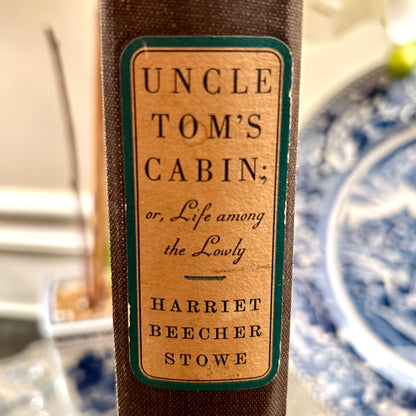 UNCLE
TOM'S
CABIN;
or, Life among
the Lowly
HARRIET
BEECHER
STOWE